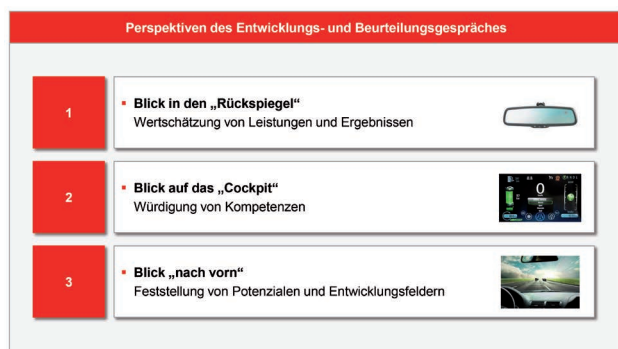 Perspektiven des Entwicklungs- und Beurteilungsgespräches
1
Blick in den „Rückspiegel“
Wertschätzung von Leistungen und Ergebnissen
2
Blick auf das „Cockpit“
Würdigung von Kompetenzen
0
3
Blick „nach vorn“
Feststellung von Potenzialen und Entwicklungsfeldern